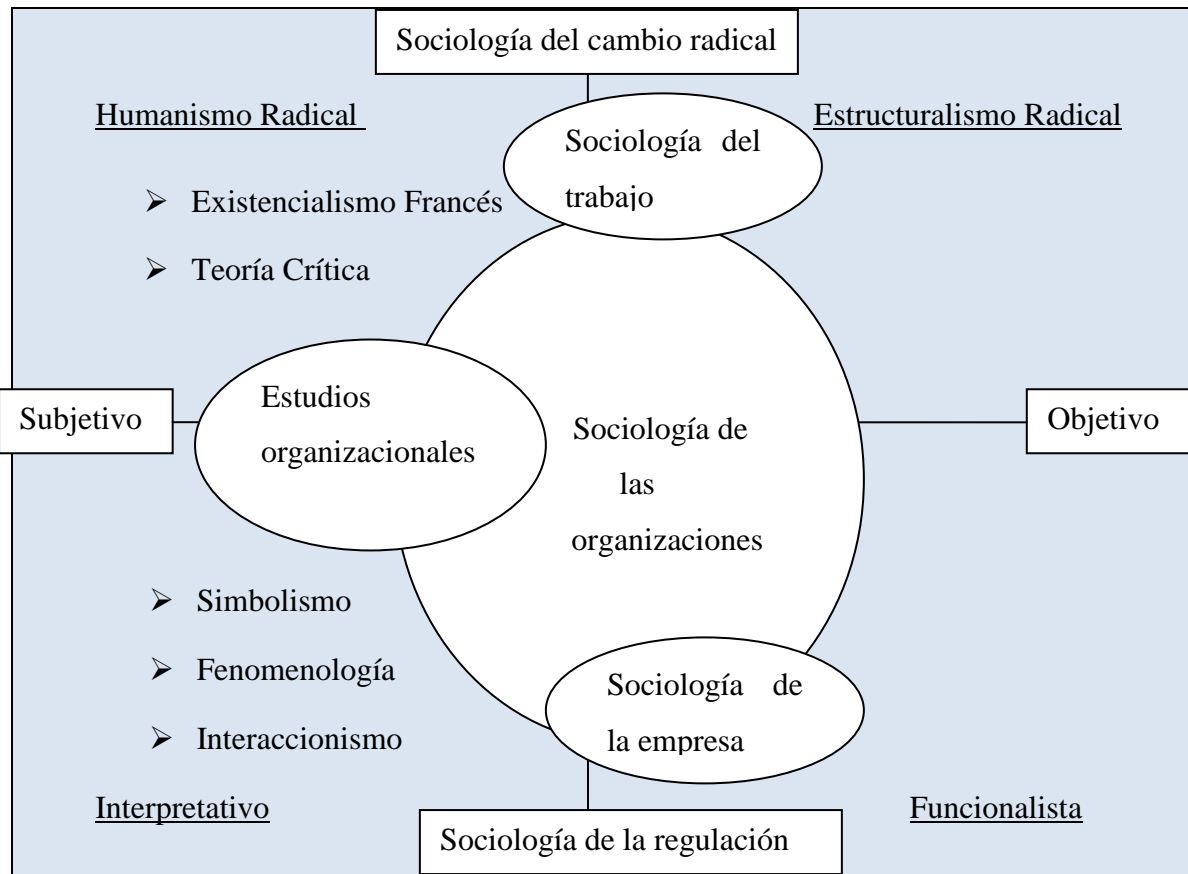 Sociología del cambio radical
Humanismo Radical
Estructuralismo Radical
Sociología del
trabajo
➢ Existencialismo Francés
➢ Teoría Crítica
Subjetivo
Estudios
organizacionales
Sociología de
las
organizaciones
Objetivo
➢ Simbolismo
➢ Fenomenología
➢ Interaccionismo
Sociología de
la empresa
Interpretativo
Funcionalista
Sociología de la regulación